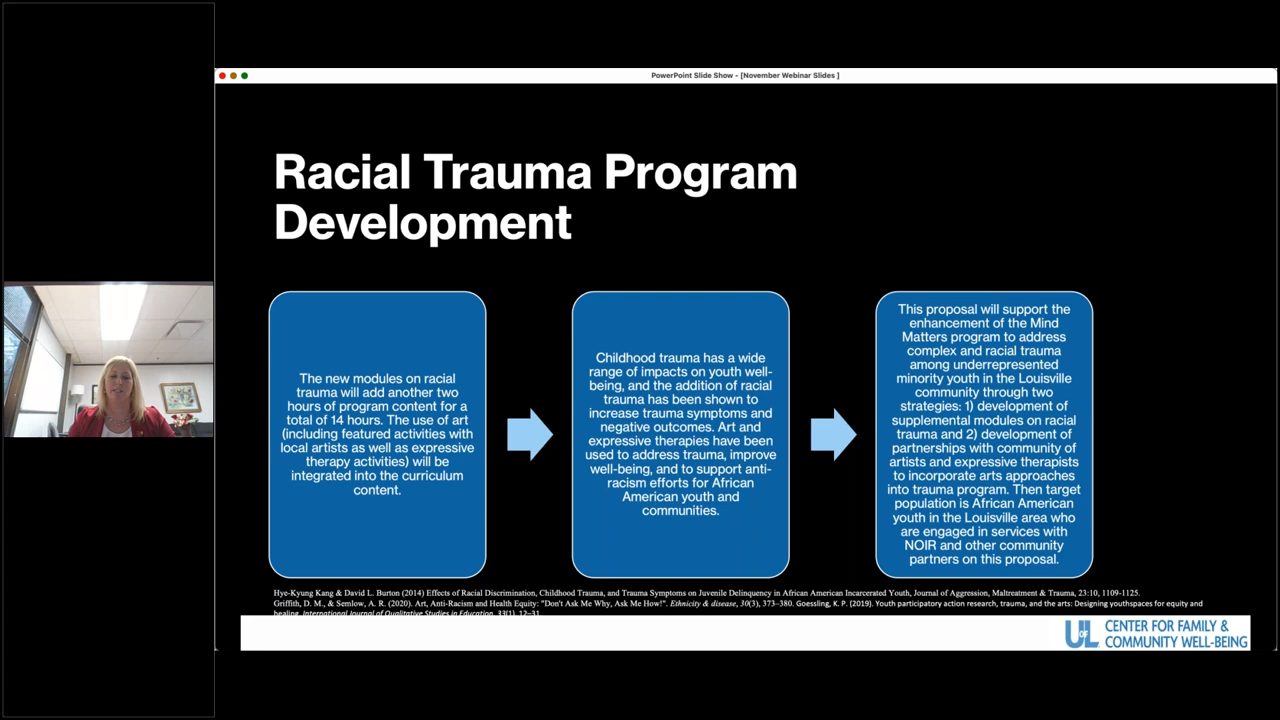 PowerPoint Slide Show - [November Webinar Slides ]
Racial Trauma Program
Development
The new modules on racial
trauma will add another two
hours of program content for a
total of 14 hours. The use of art
(including featured activities with
local artists as well as expressive
therapy activities) will be
integrated into the curriculum
content.
Childhood trauma has a wide
range of impacts on youth well-
being, and the addition of racial
trauma has been shown to
increase trauma symptoms and
negative outcomes. Art and
expressive therapies have been
used to address trauma, improve
well-being, and to support anti-
racism efforts for African
American youth and
communities.
This proposal will support the
enhancement of the Mind
Matters program to address
complex and racial trauma
among underrepresented
minority youth in the Louisville
community through two
strategies: 1) development of
supplemental modules on racial
trauma and 2) development of
partnerships with community of
artists and expressive therapists
to incorporate arts approaches
into trauma program. Then target
population is African American
youth in the Louisville area who
are engaged in services with
NOIR and other community
partners on this proposal.
Hye-Kyung Kang & David L. Burton (2014) Effects of Racial Discrimination, Childhood Trauma, and Trauma Symptoms on Juvenile Delinquency in African American Incarcerated Youth, Journal of Aggression, Maltreatment & Trauma, 23:10, 1109-1125.
Griffith, D. M., & Semlow, A. R. (2020). Art, Anti-Racism and Health Equity: "Don't Ask Me Why, Ask Me How!". Ethnicity & disease, 30(3), 373–380. Goessling, K. P. (2019). Youth participatory action research, trauma, and the arts: Designing youthspaces for equity and
healing. International Journal of Qualitative Studies in Education, 33(1), 12–31
UofL CENTER FOR FAMILY &
COMMUNITY WELL-BEING